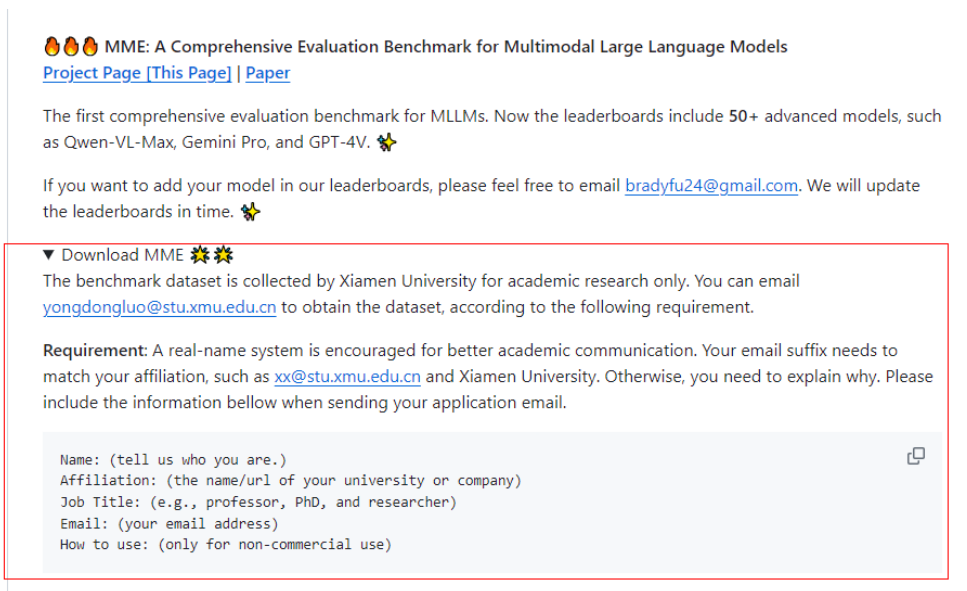 🔥🔥🔥 MME: A Comprehensive Evaluation Benchmark for Multimodal Large Language Models
Project Page [This Page] | Paper
The first comprehensive evaluation benchmark for MLLMs. Now the leaderboards include 50+ advanced models, such
as Qwen-VL-Max, Gemini Pro, and GPT-4V. ✨
If you want to add your model in our leaderboards, please feel free to email bradyfu24@gmail.com. We will update
the leaderboards in time. ✨
▼ Download MME 🌟🌟
The benchmark dataset is collected by Xiamen University for academic research only. You can email
yongdongluo@stu.xmu.edu.cn to obtain the dataset, according to the following requirement.
Requirement: A real-name system is encouraged for better academic communication. Your email suffix needs to
match your affiliation, such as xx@stu.xmu.edu.cn and Xiamen University. Otherwise, you need to explain why. Please
include the information bellow when sending your application email.
Name: (tell us who you are.)
Affiliation: (the name/url of your university or company)
Job Title: (e.g., professor, PhD, and researcher)
Email: (your email address)
How to use: (only for non-commercial use)